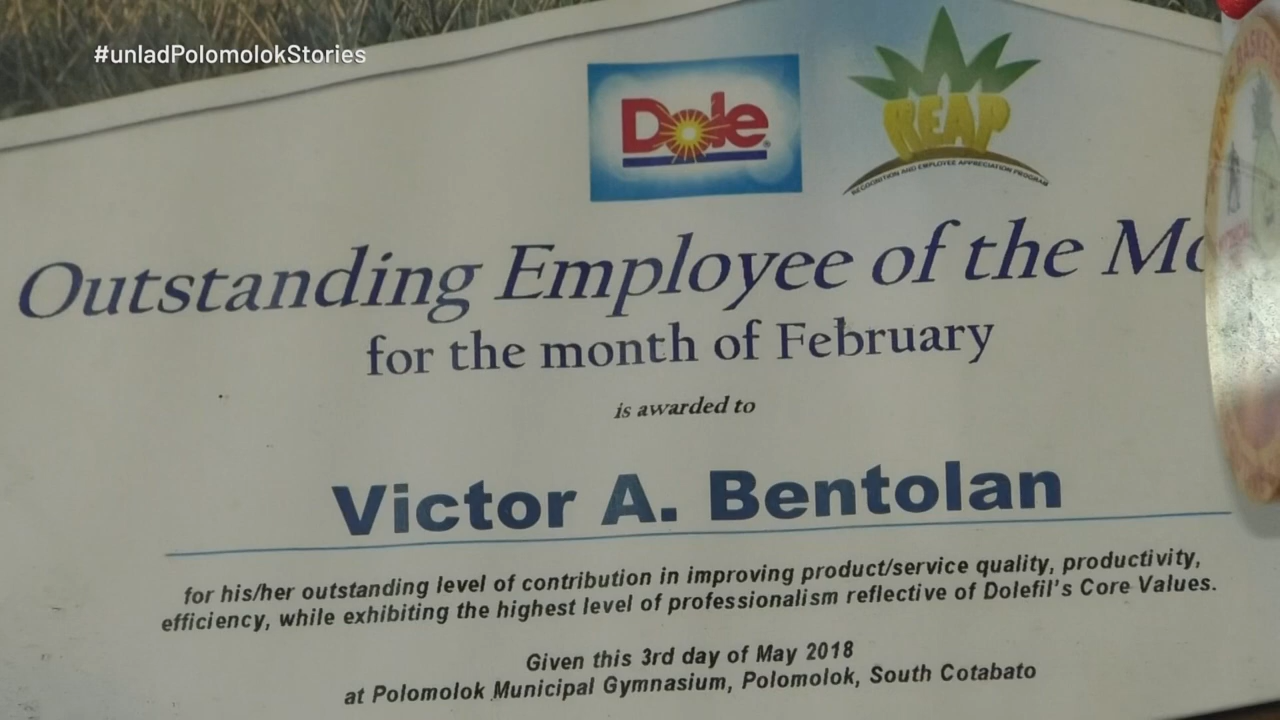 #unladPolomolokStories
Dole
REAP
RECOGNITION AND EMPLOYEE APPRECIATION PROGRAM
Outstanding Employee of the Mo
for the month of February
is awarded to
Victor A. Bentolan
for his/her outstanding level of contribution in improving product/service quality, productivity,
efficiency, while exhibiting the highest level of professionalism reflective of Dolefil's Core Values.
Given this 3rd day of May 2018
at Polomolok Municipal Gymnasium, Polomolok, South Cotabato